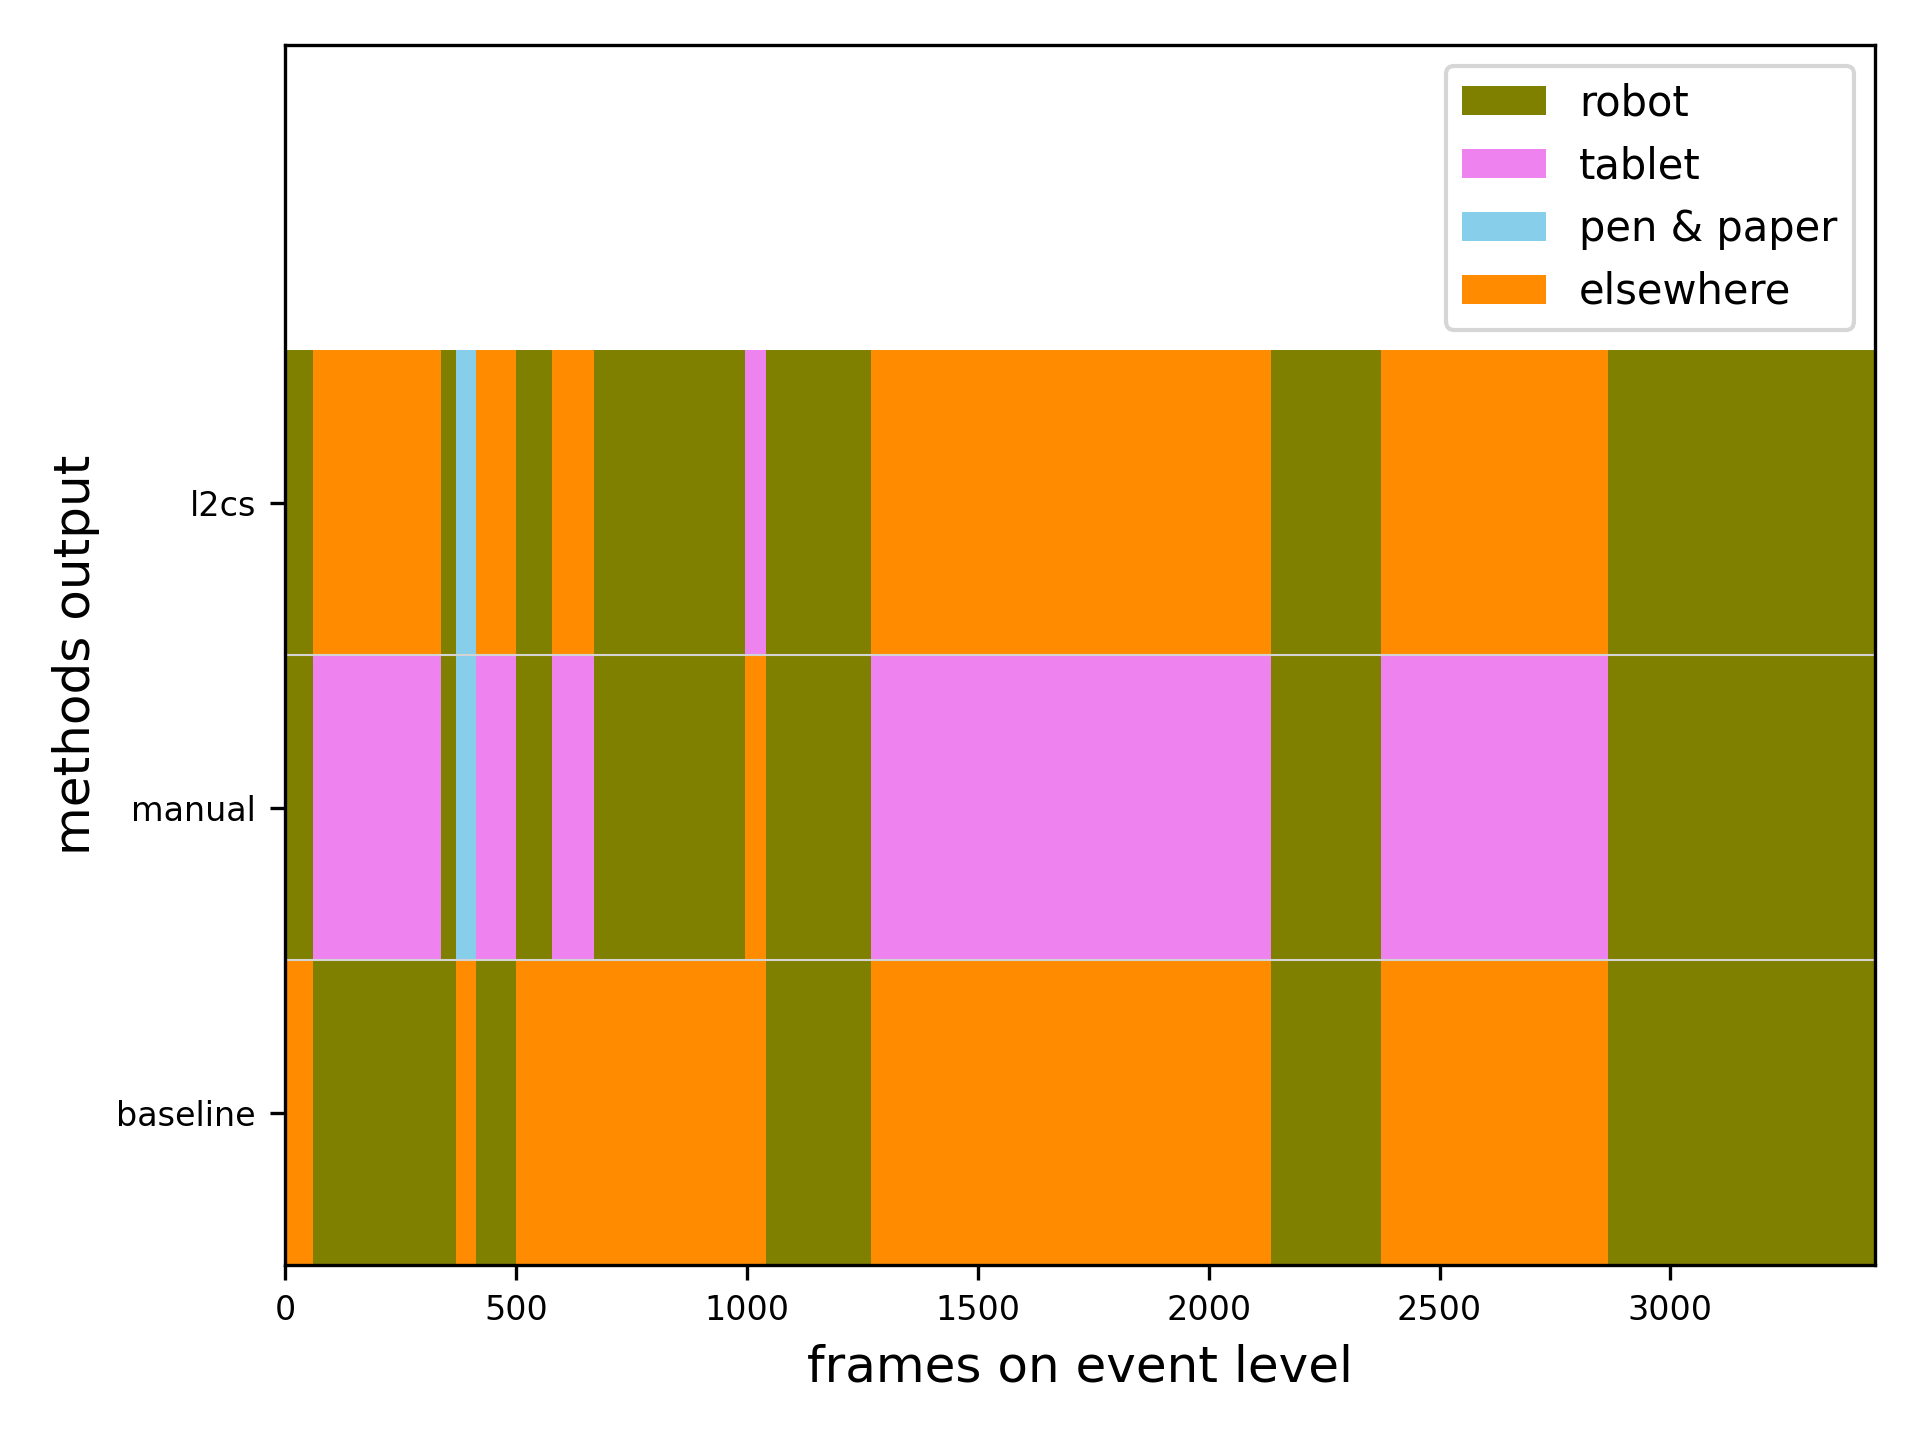 robot
tablet
pen & paper
elsewhere
methods output
l2cs
manual
baseline
0 500 1000 1500 2000 2500 3000
frames on event level